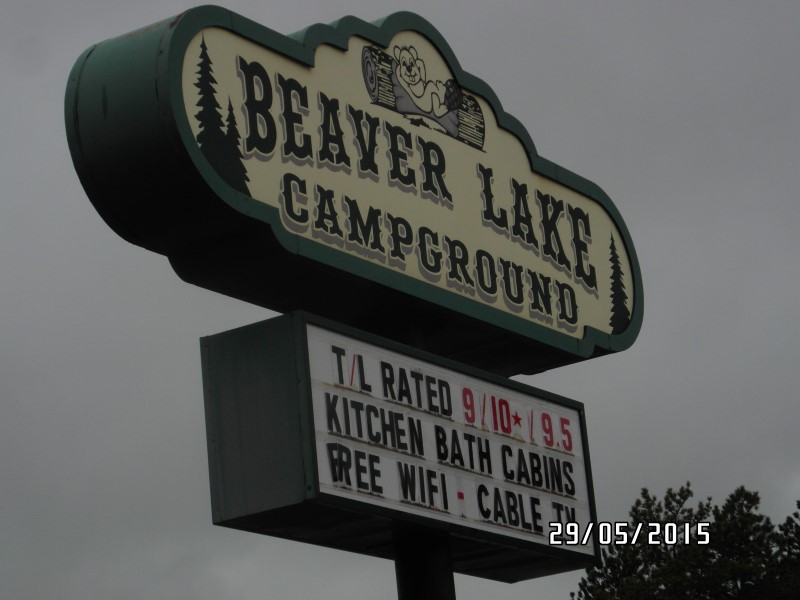 BEAVER LAKE
CAMPGROUND
T/L RATED 9/10★/9.5
KITCHEN BATH CABINS
FREE WIFI - CABLE TV
29/05/2015